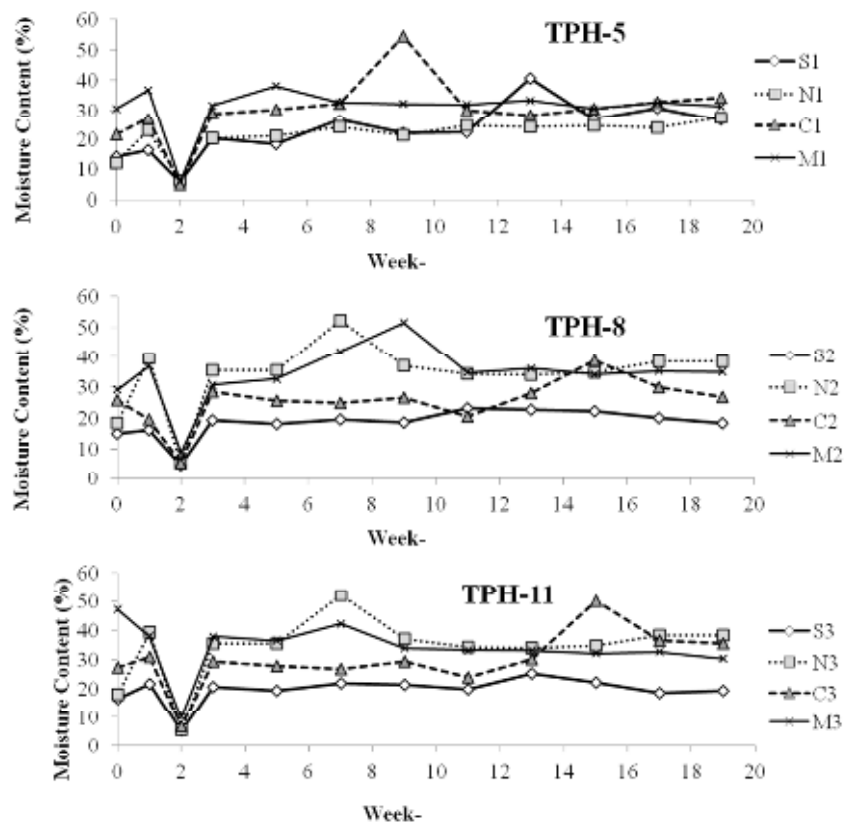 TPH-5
Moisture Content (%)
60
50
40
30
20
10
0
0 2 4 6 8 10 12 14 16 18 20
Week-
S1
N1
C1
M1
TPH-8
Moisture Content (%)
60
50
40
30
20
10
0
0 2 4 6 8 10 12 14 16 18 20
Week-
S2
N2
C2
M2
TPH-11
Moisture Content (%)
60
50
40
30
20
10
0
0 2 4 6 8 10 12 14 16 18 20
Week-
S3
N3
C3
M3